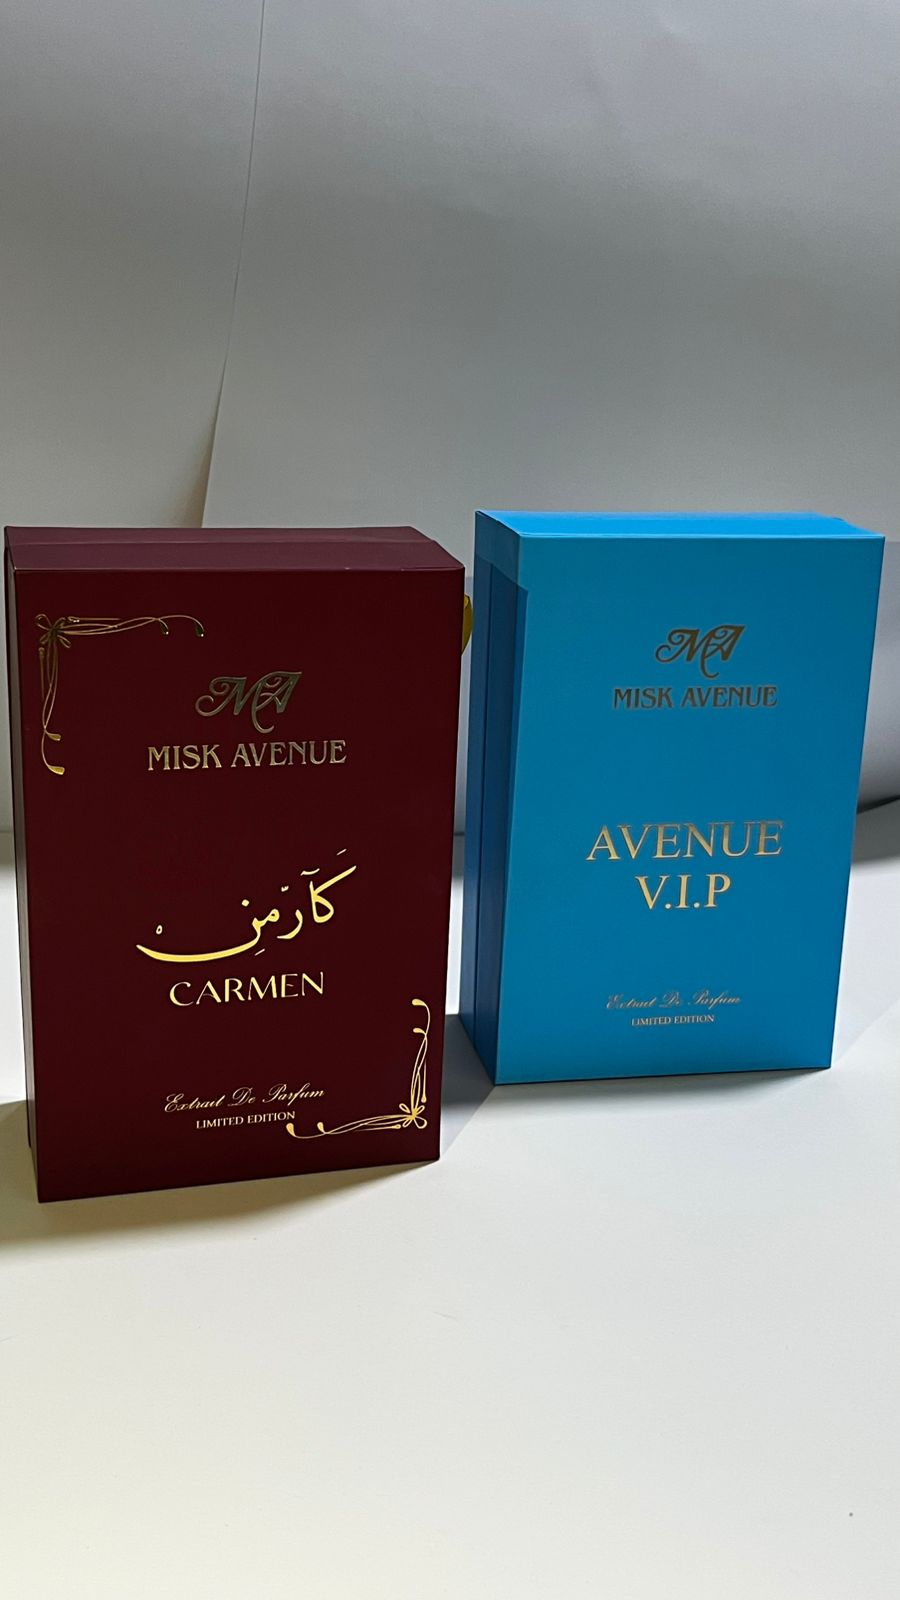 MA
MISK AVENUE
كَآرّمِنْ
CARMEN
Extrait De Parfum
LIMITED EDITION
MA
MISK AVENUE
AVENUE
V.I.P
Extrait De Parfum
LIMITED EDITION